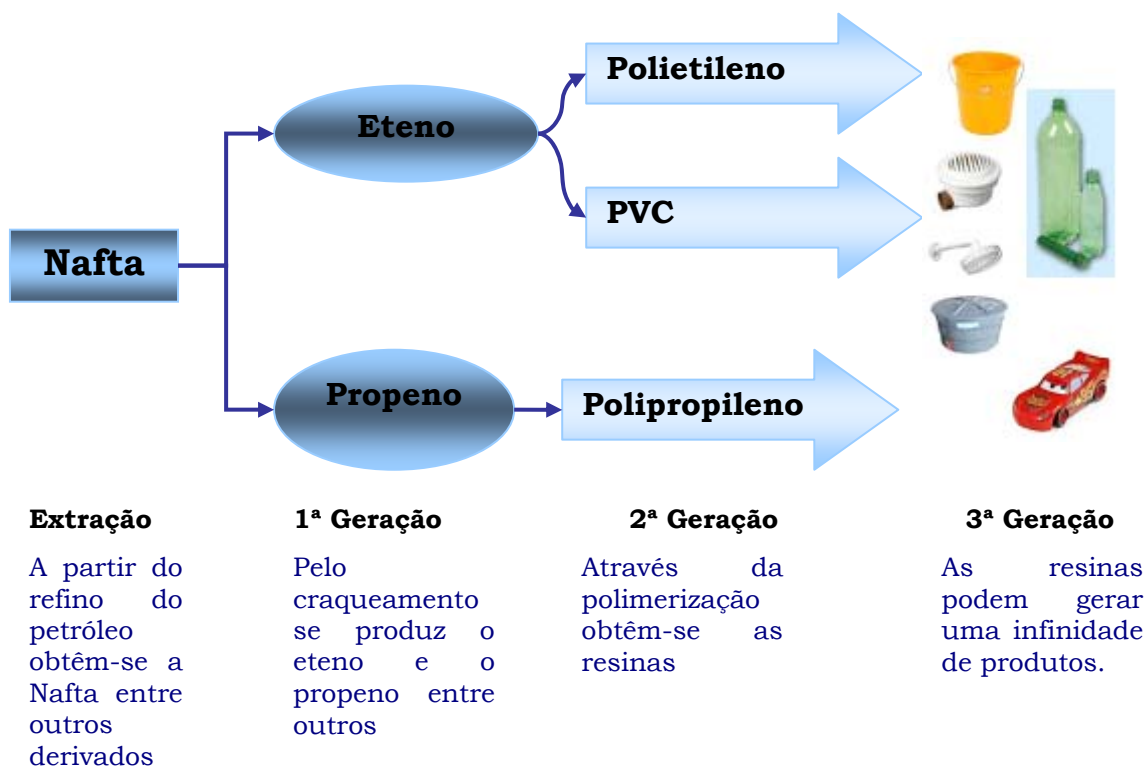 Polietileno
Eteno
PVC
Nafta
Propeno
Polipropileno
Extração
A partir do
refino do
petróleo
obtêm-se a
Nafta entre
outros
derivados
1ª Geração
Pelo
craqueamento
se produz o
eteno e o
propeno entre
outros
2ª Geração
Através da
polimerização
obtêm-se as
resinas
3ª Geração
As resinas
podem gerar
uma infinidade
de produtos.